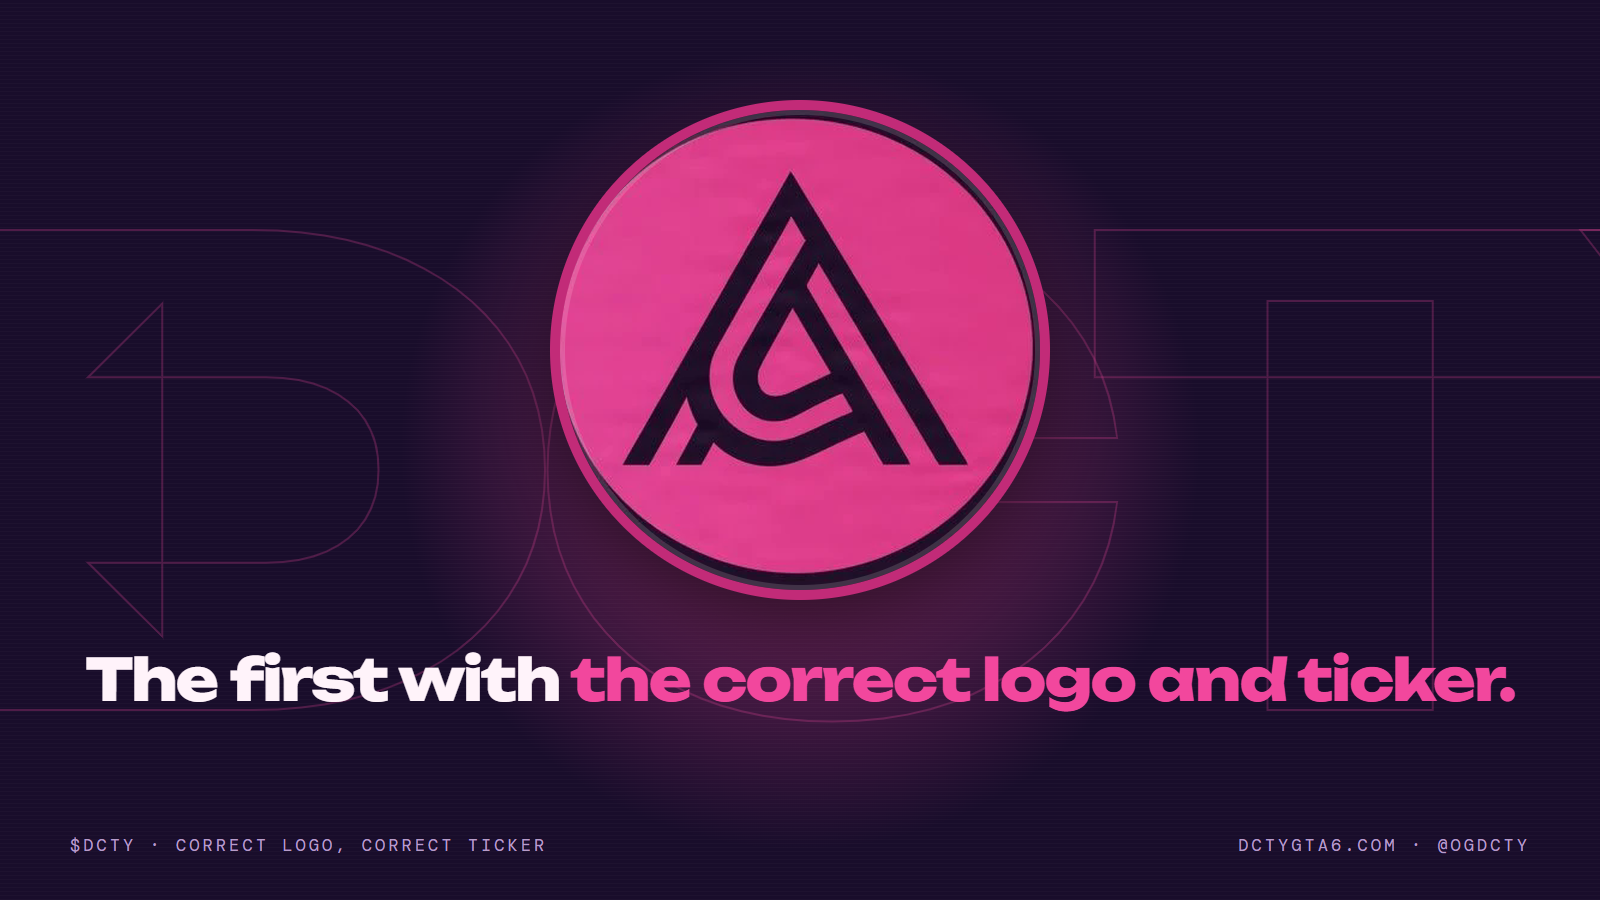 The first with the correct logo and ticker.
$DCTY · CORRECT LOGO, CORRECT TICKER
DCTYGTA6.COM · @OGDCTY